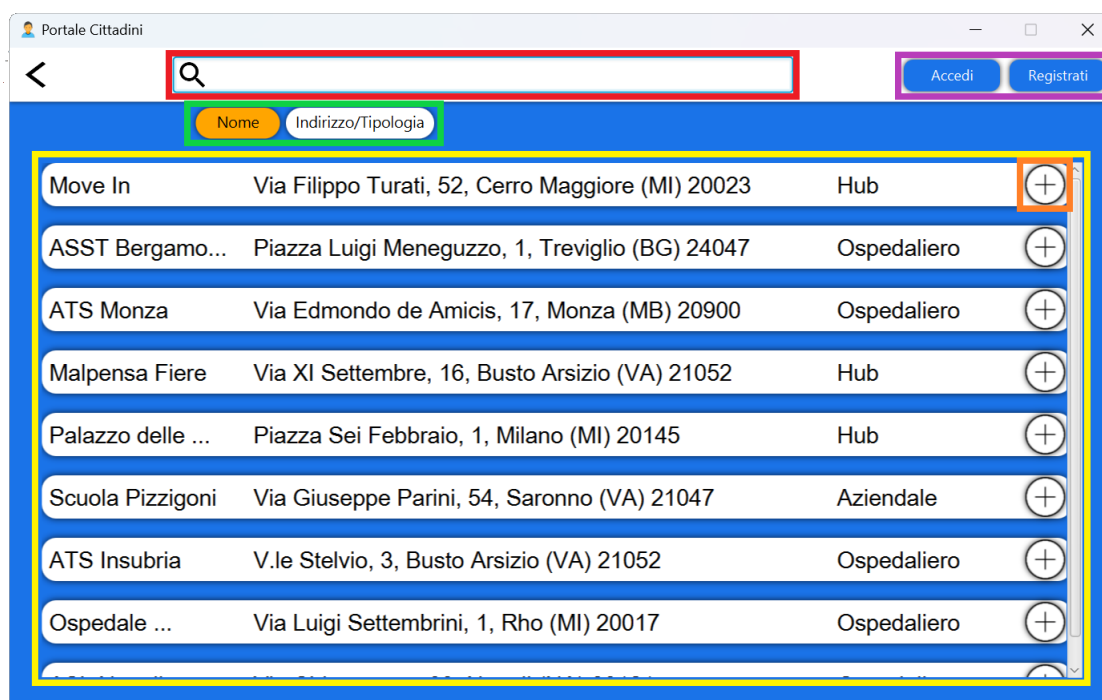 Portale Cittadini
Accedi Registrati
Nome Indirizzo/Tipologia
Move In Via Filippo Turati, 52, Cerro Maggiore (MI) 20023 Hub
ASST Bergamo... Piazza Luigi Meneguzzo, 1, Treviglio (BG) 24047 Ospedaliero
ATS Monza Via Edmondo de Amicis, 17, Monza (MB) 20900 Ospedaliero
Malpensa Fiere Via XI Settembre, 16, Busto Arsizio (VA) 21052 Hub
Palazzo delle ... Piazza Sei Febbraio, 1, Milano (MI) 20145 Hub
Scuola Pizzigoni Via Giuseppe Parini, 54, Saronno (VA) 21047 Aziendale
ATS Insubria V.le Stelvio, 3, Busto Arsizio (VA) 21052 Ospedaliero
Ospedale ... Via Luigi Settembrini, 1, Rho (MI) 20017 Ospedaliero